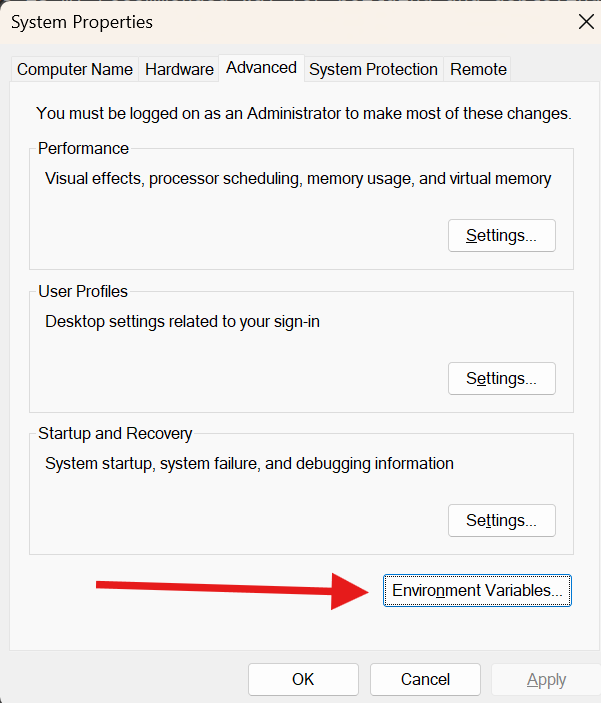 System Properties
Computer Name
Hardware
Advanced
System Protection
Remote
You must be logged on as an Administrator to make most of these changes.
Performance
Visual effects, processor scheduling, memory usage, and virtual memory
Settings...
User Profiles
Desktop settings related to your sign-in
Settings...
Startup and Recovery
System startup, system failure, and debugging information
Settings...
Environment Variables...
OK
Cancel
Apply